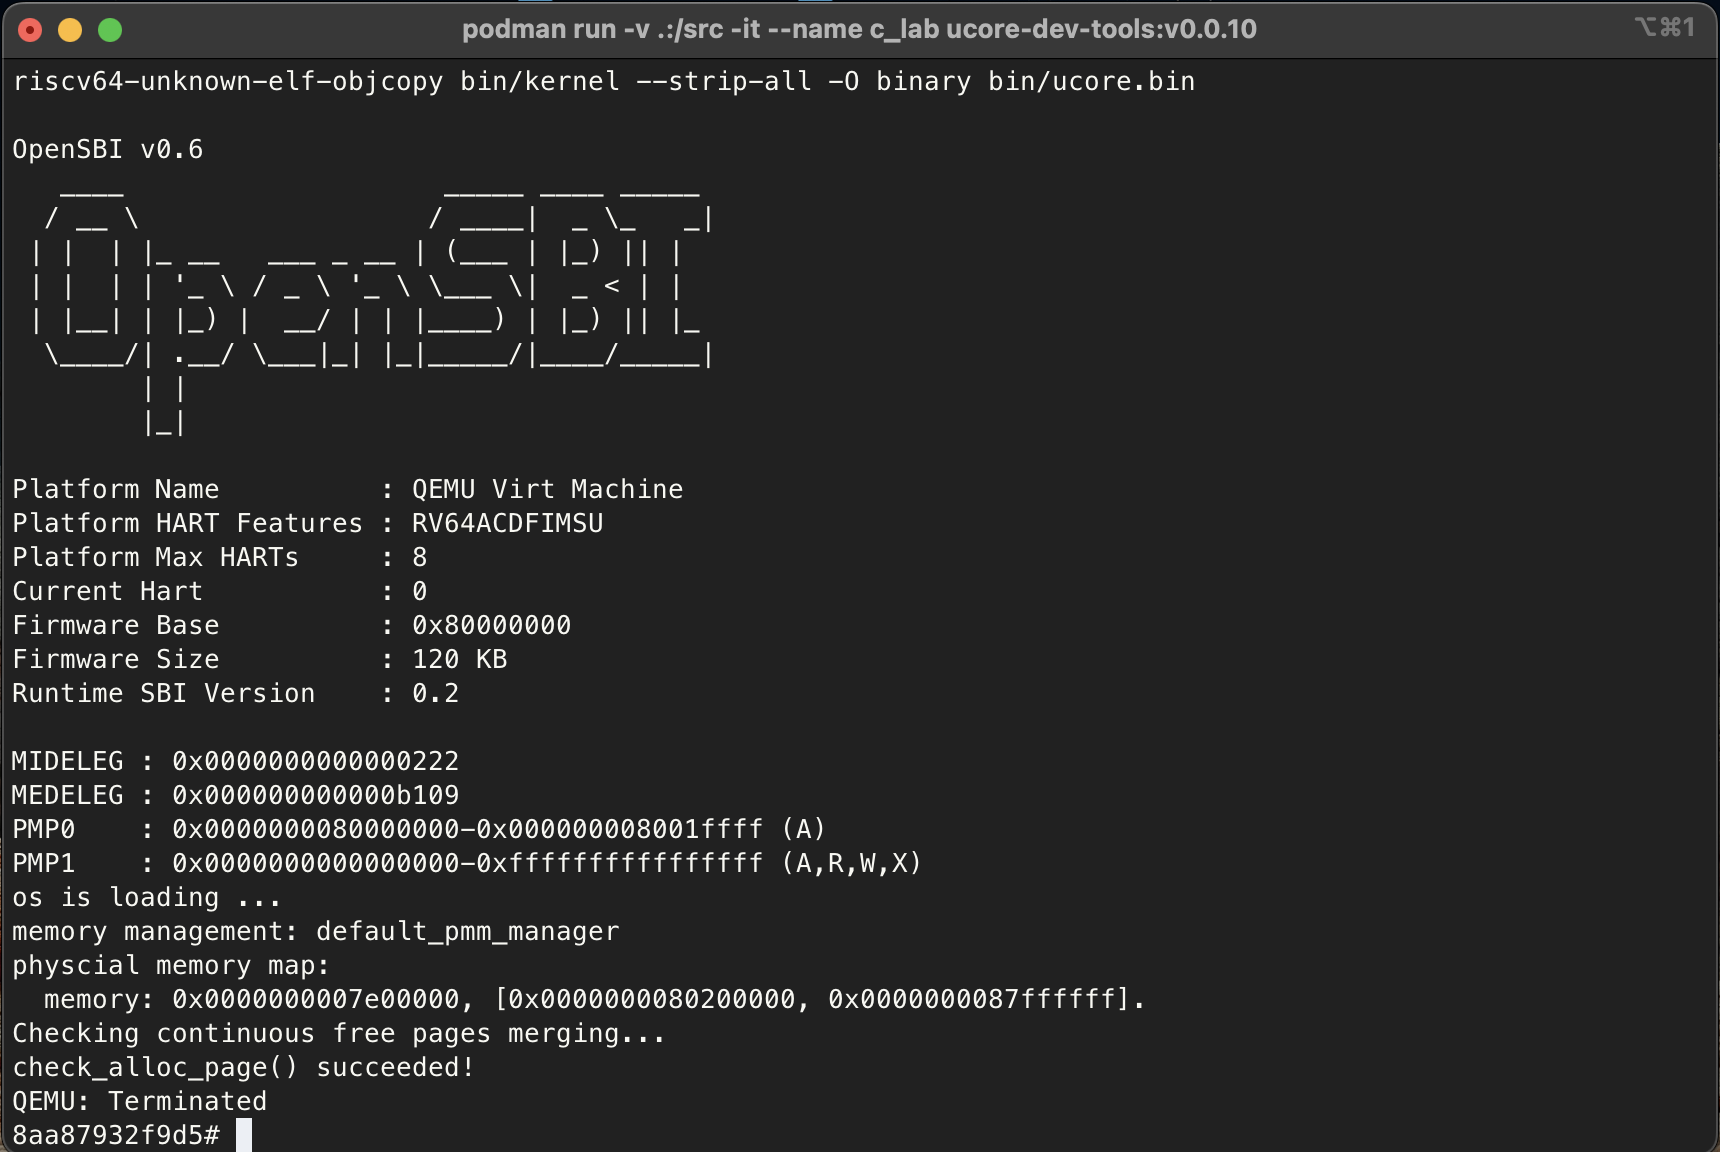 podman run -v .:/src -it --name c_lab ucore-dev-tools:v0.0.10 ⌥⌘1
riscv64-unknown-elf-objcopy bin/kernel --strip-all -O binary bin/ucore.bin

OpenSBI v0.6
   ____                    _____ ____ _____
  / __ \                  / ____|  _ \_   _|
 | |  | |_ __   ___ _ __ | (___ | |_) || |
 | |  | | '_ \ / _ \ '_ \ \___ \|  _ < | |
 | |__| | |_) |  __/ | | |____) | |_) || |_
  \____/| .__/ \___|_| |_|_____/|____/_____|
        | |
        |_|

Platform Name          : QEMU Virt Machine
Platform HART Features : RV64ACDFIMSU
Platform Max HARTs     : 8
Current Hart           : 0
Firmware Base          : 0x80000000
Firmware Size          : 120 KB
Runtime SBI Version    : 0.2

MIDELEG : 0x0000000000000222
MEDELEG : 0x000000000000b109
PMP0    : 0x0000000080000000-0x000000008001ffff (A)
PMP1    : 0x0000000000000000-0xffffffffffffffff (A,R,W,X)
os is loading ...
memory management: default_pmm_manager
physcial memory map:
  memory: 0x0000000007e00000, [0x0000000080200000, 0x0000000087ffffff].
Checking continuous free pages merging...
check_alloc_page() succeeded!
QEMU: Terminated
8aa87932f9d5#